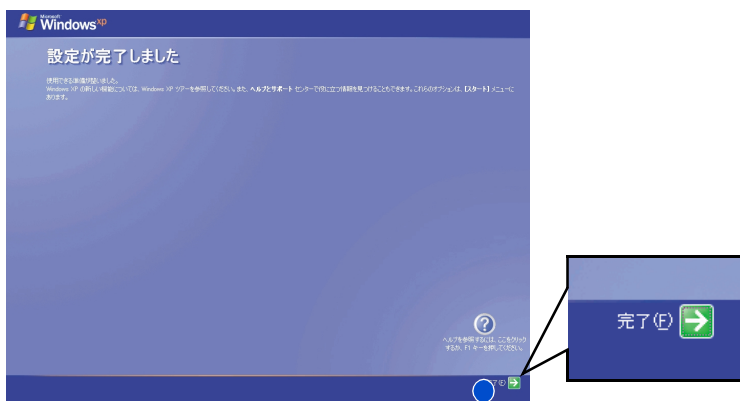 Microsoft
Windows xp
設定が完了しました
使用できる準備が整いました。
Windows XP の新しい機能については、Windows XP ツアーを参照してください。また、ヘルプとサポート センターで役に立つ情報を見つけることもできます。これらのオプションは、[スタート] メニューに
あります。
ヘルプを参照するには、ここをクリック
するか、F1 キーを押してください。
了(F)
完了(F)